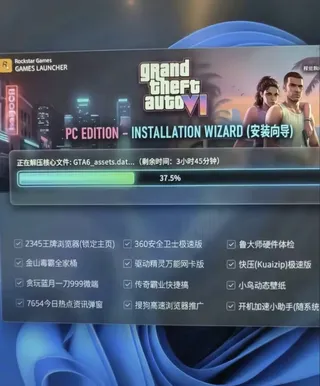 R
Rockstar Games
GAMES LAUNCHER
grand
theft
auto
VI
PC EDITION - INSTALLATION WIZARD (安装向导)
正在解压核心文件: GTA6_assets.dat... (剩余时间: 3小时45分钟)
37.5%
2345王牌浏览器(锁定主页)
360安全卫士极速版
鲁大师硬件体检
金山毒霸全家桶
驱动精灵万能网卡版
快压(Kuaizip)极速版
贪玩蓝月一刀999微端
传奇霸业快捷搞
小鸟动态壁纸
7654今日热点资讯弹窗
搜狗高速浏览器推广
开机加速小助手(随系统